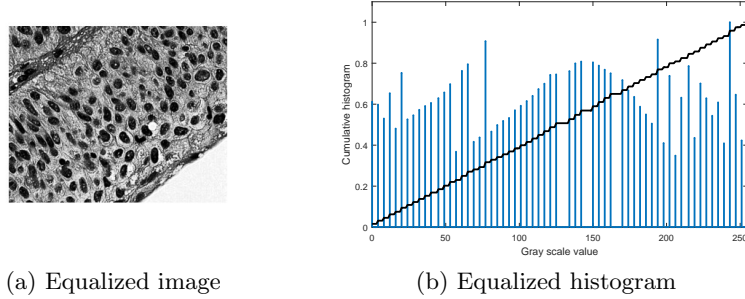 1
0.8
0.6
0.4
0.2
0
Cumulative histogram
0 50 100 150 200 250
Gray scale value
(a) Equalized image
(b) Equalized histogram